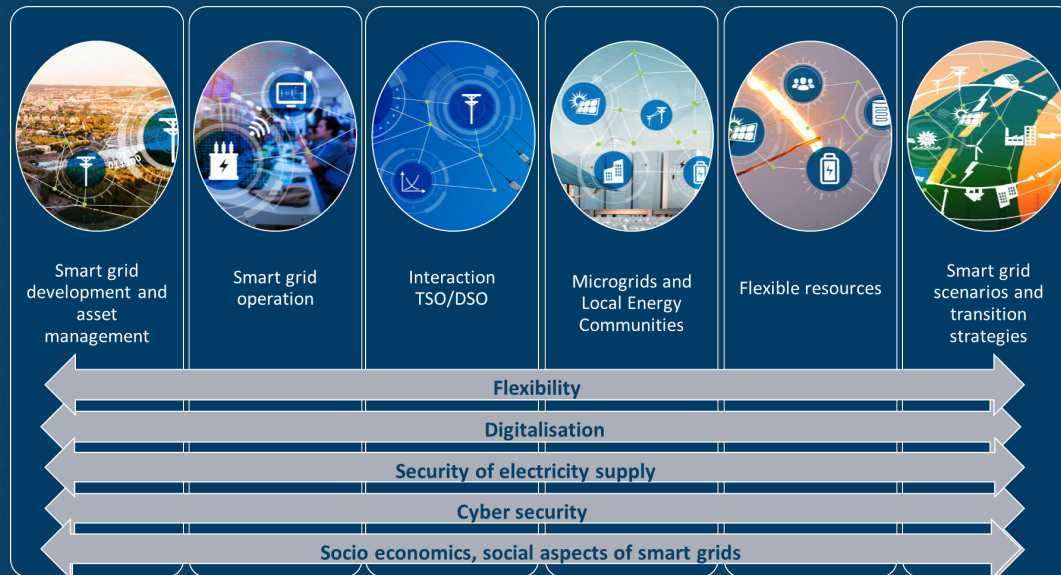 Smart grid
development and
asset
management
Smart grid
operation
Interaction
TSO/DSO
Microgrids and
Local Energy
Communities
Flexible resources
Smart grid
scenarios and
transition
strategies
Flexibility
Digitalisation
Security of electricity supply
Cyber security
Socio economics, social aspects of smart grids